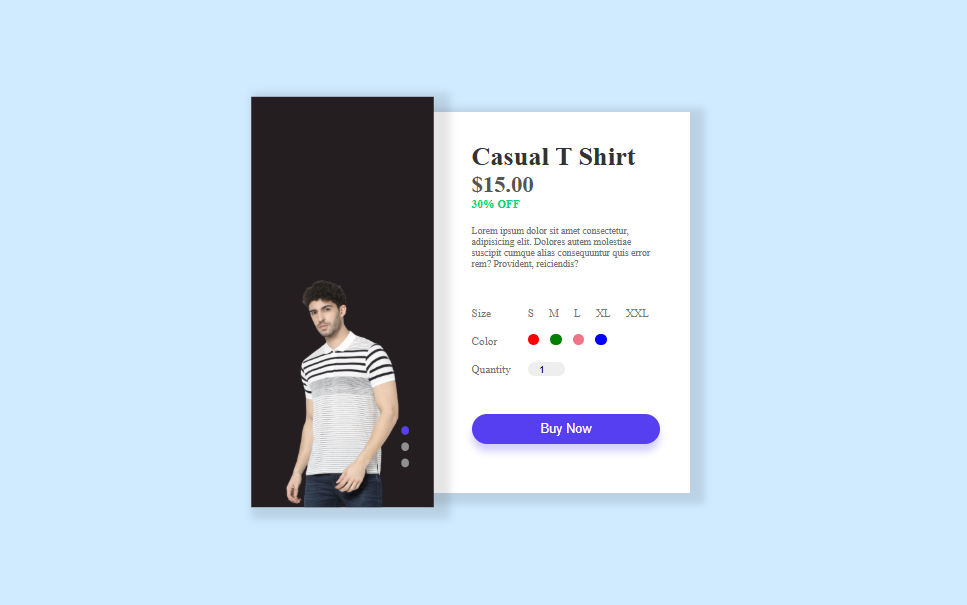 Casual T Shirt
$15.00
30% OFF
Lorem ipsum dolor sit amet consectetur,
adipisicing elit. Dolores autem molestiae
suscipit cumque alias consequuntur quis error
rem? Provident, reiciendis?
Size S M L XL XXL
Color
Quantity 1
Buy Now